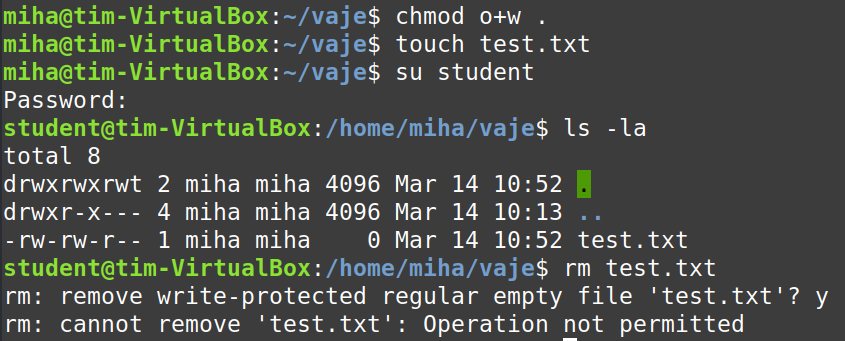 miha@tim-VirtualBox:~/vaje$ chmod o+w .
miha@tim-VirtualBox:~/vaje$ touch test.txt
miha@tim-VirtualBox:~/vaje$ su student
Password:
student@tim-VirtualBox:/home/miha/vaje$ ls -la
total 8
drwxrwxrwt 2 miha miha 4096 Mar 14 10:52 .
drwxr-x--- 4 miha miha 4096 Mar 14 10:13 ..
-rw-rw-r-- 1 miha miha    0 Mar 14 10:52 test.txt
student@tim-VirtualBox:/home/miha/vaje$ rm test.txt
rm: remove write-protected regular empty file 'test.txt'? y
rm: cannot remove 'test.txt': Operation not permitted